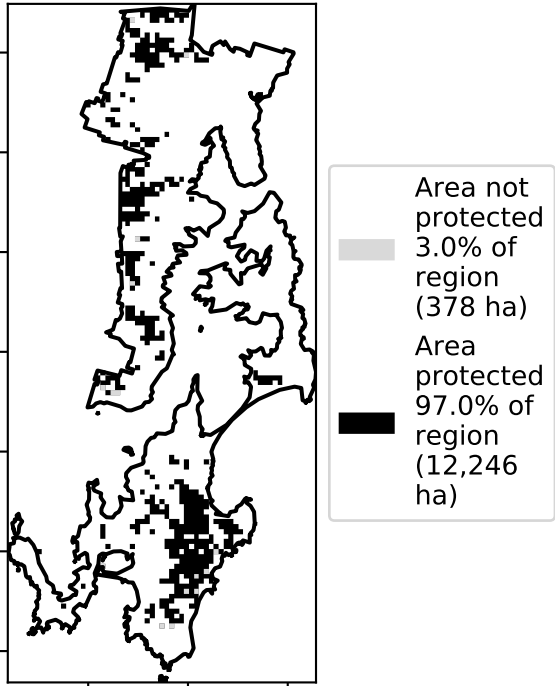 Area not
protected
3.0% of
region
(378 ha)
Area
protected
97.0% of
region
(12,246
ha)